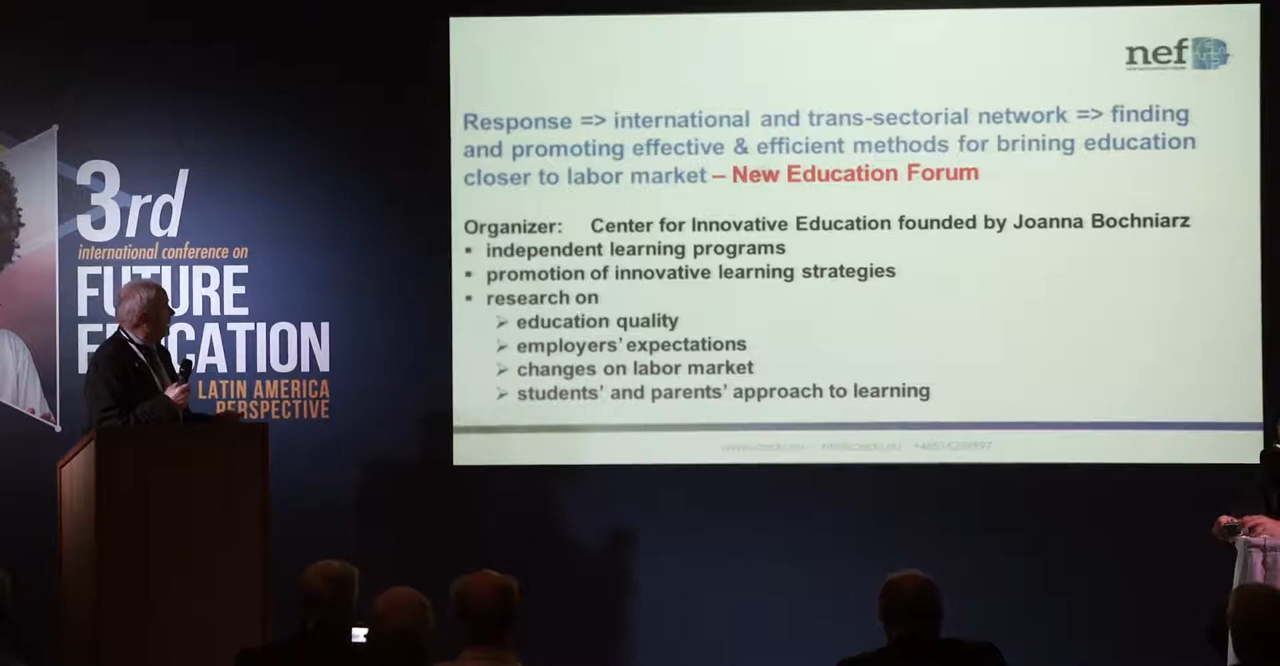 3rd
international conference on
FUTURE
EDUCATION
LATIN AMERICA
PERSPECTIVE
nef
Response => international and trans-sectorial network => finding
and promoting effective & efficient methods for brining education
closer to labor market – New Education Forum
Organizer: Center for Innovative Education founded by Joanna Bochniarz
▪ independent learning programs
▪ promotion of innovative learning strategies
▪ research on
➢ education quality
➢ employers' expectations
➢ changes on labor market
➢ students' and parents' approach to learning